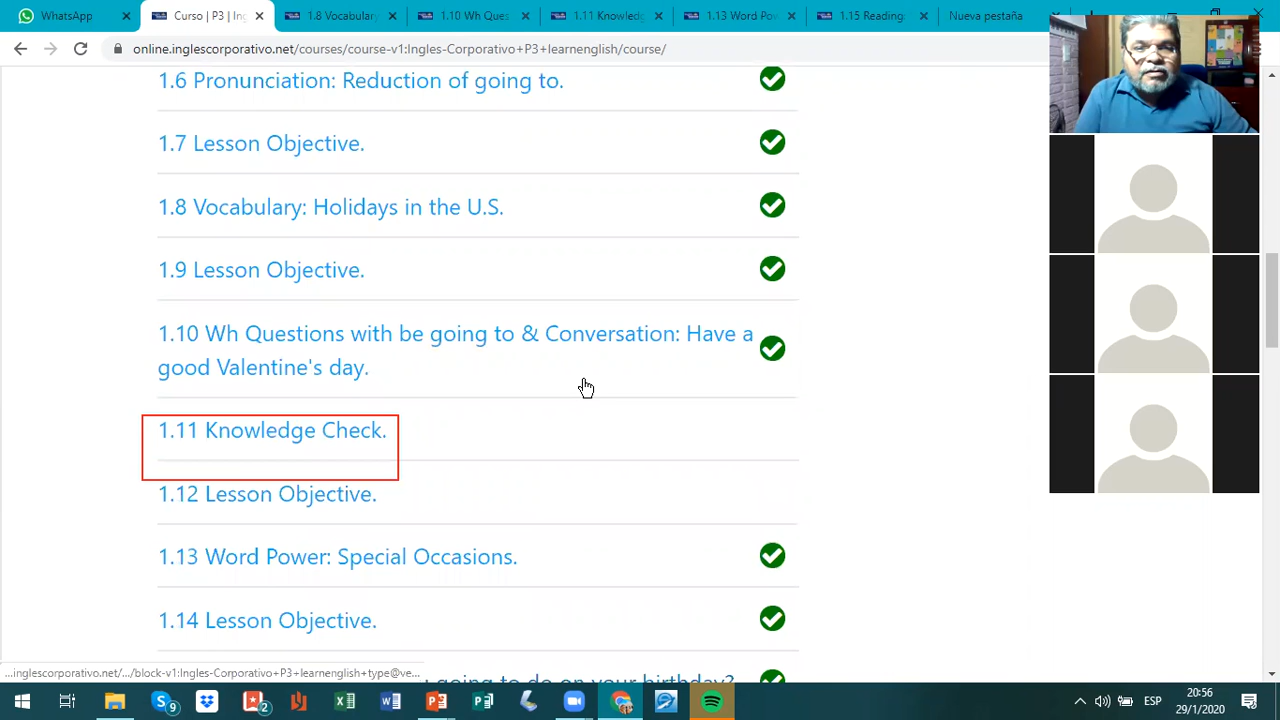 WhatsApp
Curso | P3 | Ing
1.8 Vocabulary
1.10 Wh Ques
1.11 Knowledg
1.13 Word Pow
1.15 Reading:
Nueva pestaña
online.inglescorporativo.net/courses/course-v1:Ingles-Corporativo+P3+learnenglish/course/
1.6 Pronunciation: Reduction of going to.
1.7 Lesson Objective.
1.8 Vocabulary: Holidays in the U.S.
1.9 Lesson Objective.
1.10 Wh Questions with be going to & Conversation: Have a
good Valentine's day.
1.11 Knowledge Check.
1.12 Lesson Objective.
1.13 Word Power: Special Occasions.
1.14 Lesson Objective.
going to do on your birthday?
...inglescorporativo.net/.../block-v1:Ingles-Corporativo+P3+learnenglish+type@ve...
9
2
ESP
20:56
29/1/2020